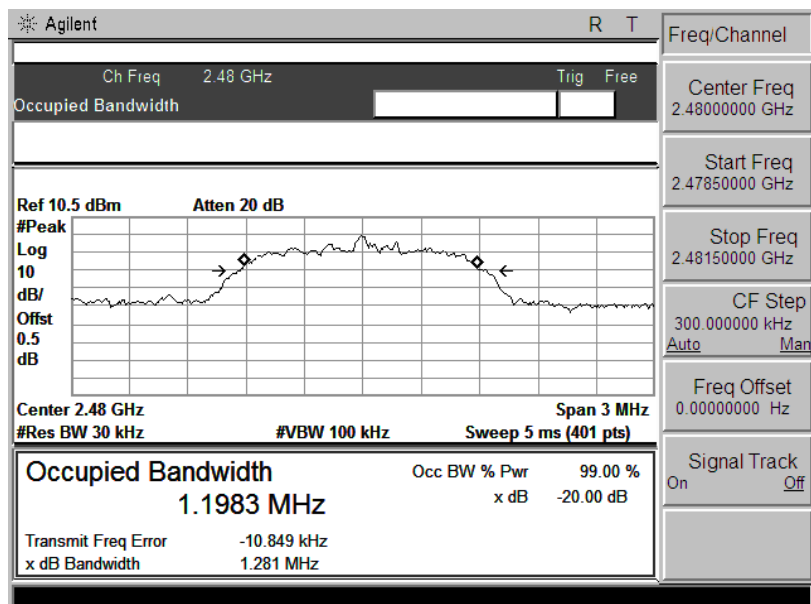 Agilent R T
Freq/Channel
Ch Freq 2.48 GHz Trig Free
Occupied Bandwidth
Center Freq
2.48000000 GHz
Start Freq
2.47850000 GHz
Stop Freq
2.48150000 GHz
CF Step
300.000000 kHz
Auto Man
Freq Offset
0.00000000 Hz
Signal Track
On Off
Ref 10.5 dBm Atten 20 dB
#Peak
Log
10
dB/
Offst
0.5
dB
Center 2.48 GHz Span 3 MHz
#Res BW 30 kHz #VBW 100 kHz Sweep 5 ms (401 pts)
Occupied Bandwidth Occ BW % Pwr 99.00 %
1.1983 MHz x dB -20.00 dB
Transmit Freq Error -10.849 kHz
x dB Bandwidth 1.281 MHz